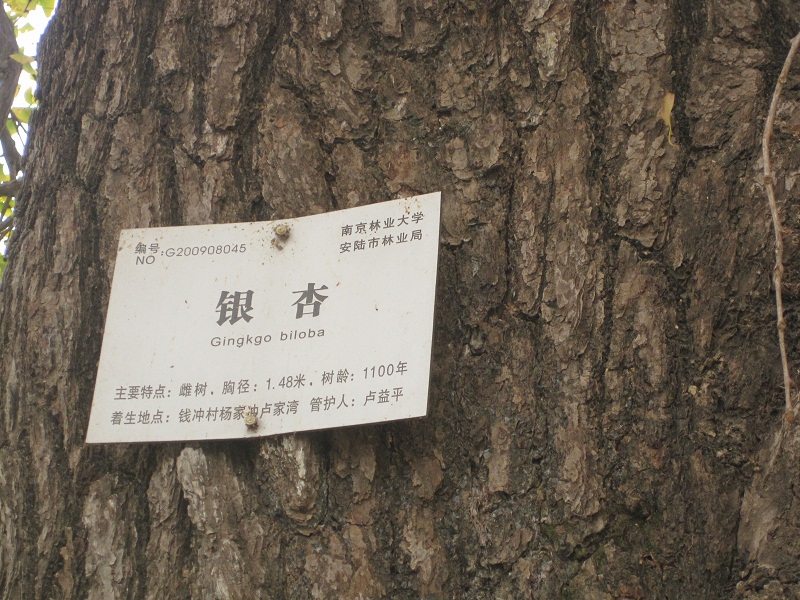 编号:G200908045
NO
南京林业大学
安陆市林业局
银 杏
Gingkgo biloba
主要特点：雌树，胸径：1.48米，树龄：1100年
着生地点：钱冲村杨家冲卢家湾 管护人：卢益平